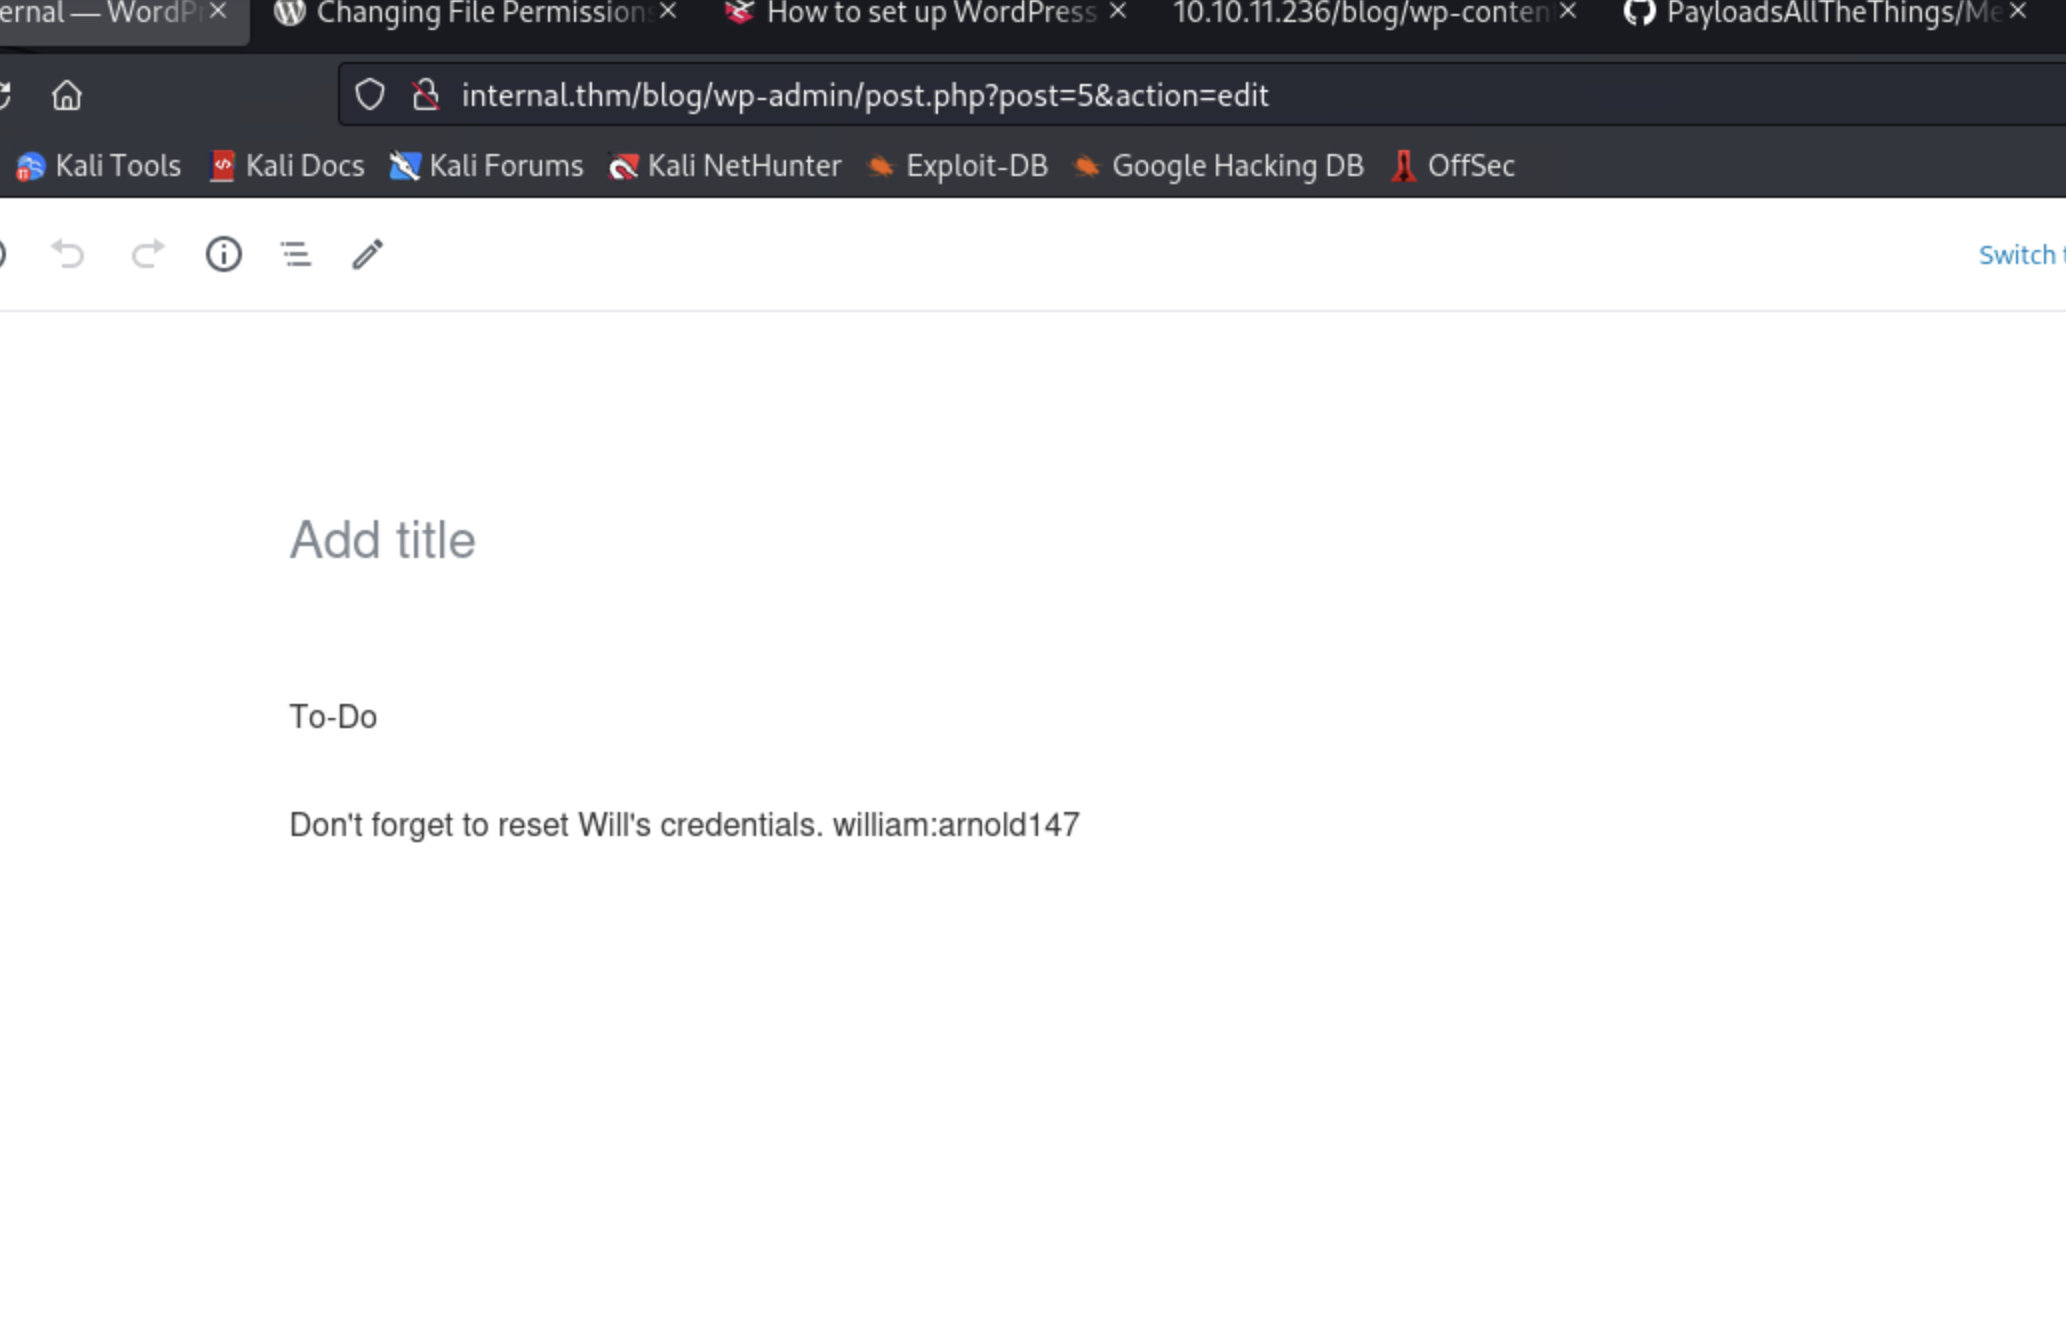 ernal — WordPr Changing File Permission How to set up WordPress 10.10.11.236/blog/wp-conten PayloadsAllTheThings/Me
internal.thm/blog/wp-admin/post.php?post=5&action=edit
Kali Tools Kali Docs Kali Forums Kali NetHunter Exploit-DB Google Hacking DB OffSec
Switch t
Add title
To-Do
Don't forget to reset Will's credentials. william:arnold147